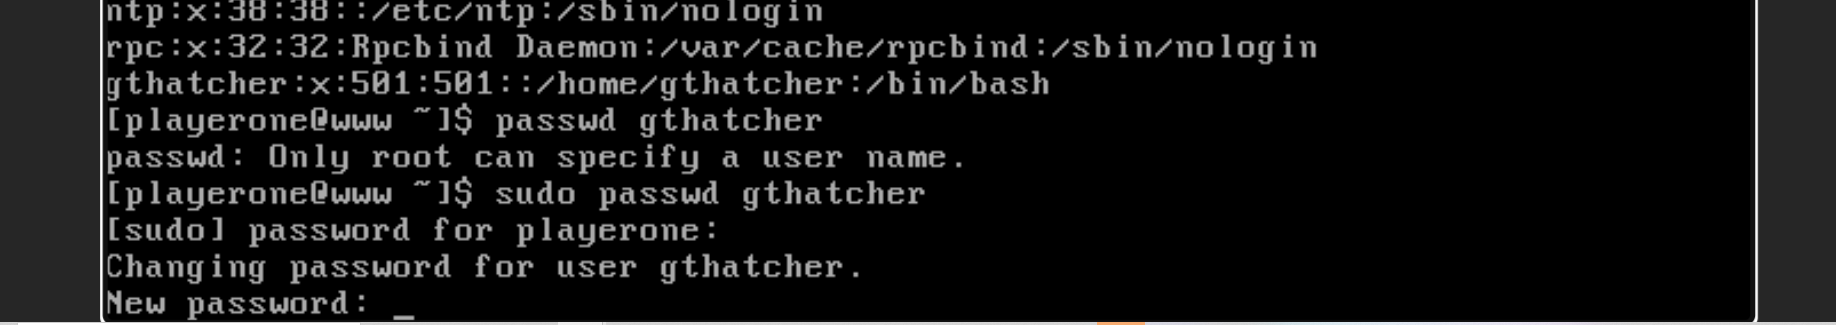 ntp:x:38:38::/etc/ntp:/sbin/nologin
rpc:x:32:32:Rpcbind Daemon:/var/cache/rpcbind:/sbin/nologin
gthatcher:x:501:501::/home/gthatcher:/bin/bash
[playerone@www ~]$ passwd gthatcher
passwd: Only root can specify a user name.
[playerone@www ~]$ sudo passwd gthatcher
[sudo] password for playerone:
Changing password for user gthatcher.
New password: _